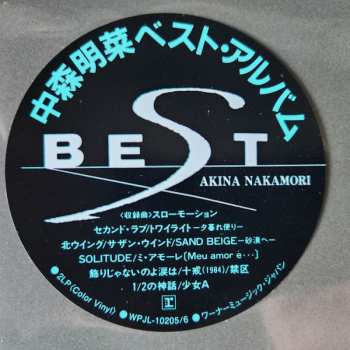 中森明菜ベスト・アルバム
BEST
AKINA NAKAMORI
〈収録曲〉スローモーション
セカンド・ラブ/トワイライト―夕暮れ便り―
北ウイング/サザン・ウインド/SAND BEIGE―砂漠へ―
SOLITUDE/ミ・アモーレ[Meu amor é…]
飾りじゃないのよ涙は/十戒(1984)/禁区
1/2の神話/少女A
●2LP(Color Vinyl) ●WPJL-10205/6 ●ワーナーミュージック・ジャパン